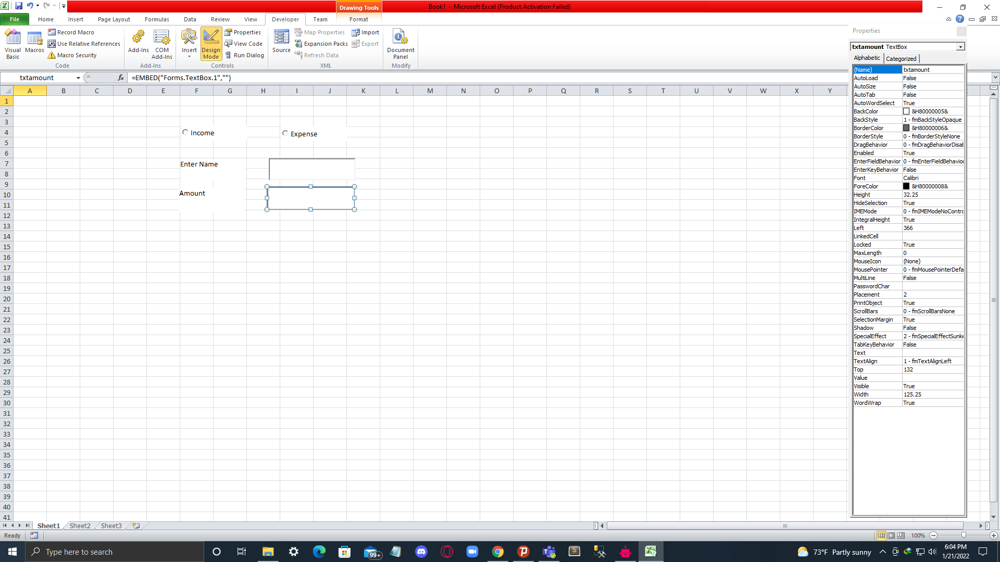 Drawing Tools
Book1 - Microsoft Excel (Product Activation Failed)
File Home Insert Page Layout Formulas Data Review View Developer Team Format
Visual Basic
Macros
Record Macro
Use Relative References
Macro Security
Code
Add-Ins
COM Add-Ins
Add-Ins
Insert
Design Mode
Properties
View Code
Run Dialog
Controls
Source
Map Properties
Expansion Packs
Refresh Data
Import
Export
XML
Document Panel
Modify
txtamount
fx
=EMBED("Forms.TextBox.1","")
A B C D E F G H I J K L M N O P Q R S T U V W X Y
1
2
3
4
5
6
7
8
9
10
11
12
13
14
15
16
17
18
19
20
21
22
23
24
25
26
27
28
29
30
31
32
33
34
35
36
37
38
39
40
41
Income Expense
Enter Name
Amount
Properties
txtamount TextBox
Alphabetic Categorized
(Name) txtamount
AutoLoad False
AutoSize False
AutoTab False
AutoWordSelect True
BackColor &H80000005&
BackStyle 1 - fmBackStyleOpaque
BorderColor &H80000006&
BorderStyle 0 - fmBorderStyleNone
DragBehavior 0 - fmDragBehaviorDisab
Enabled True
EnterFieldBehavior 0 - fmEnterFieldBehavior
EnterKeyBehavior False
Font Calibri
ForeColor &H80000008&
Height 32.25
HideSelection True
IMEMode 0 - fmIMEModeNoContro
IntegralHeight True
Left 366
LinkedCell
Locked True
MaxLength 0
MouseIcon (None)
MousePointer 0 - fmMousePointerDefa
MultiLine False
PasswordChar
Placement 2
PrintObject True
ScrollBars 0 - fmScrollBarsNone
SelectionMargin True
Shadow False
SpecialEffect 2 - fmSpecialEffectSunke
TabKeyBehavior False
Text
TextAlign 1 - fmTextAlignLeft
Top 132
Value
Visible True
Width 125.25
WordWrap True
Sheet1 Sheet2 Sheet3
Ready
100%
Type here to search
99+
73°F Partly sunny
6:04 PM
1/21/2022